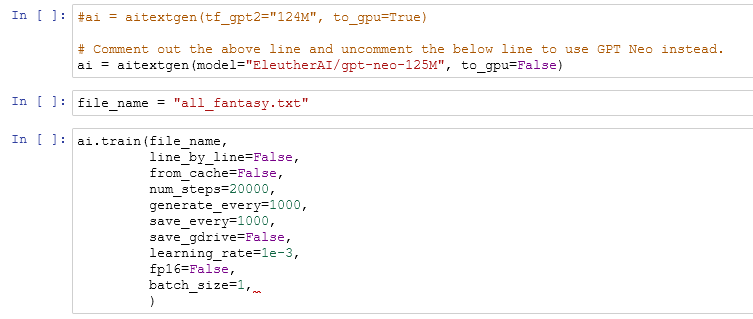 In [ ]: #ai = aitextgen(tf_gpt2="124M", to_gpu=True)
# Comment out the above line and uncomment the below line to use GPT Neo instead.
ai = aitextgen(model="EleutherAI/gpt-neo-125M", to_gpu=False)
In [ ]: file_name = "all_fantasy.txt"
In [ ]: ai.train(file_name,
line_by_line=False,
from_cache=False,
num_steps=20000,
generate_every=1000,
save_every=1000,
save_gdrive=False,
learning_rate=1e-3,
fp16=False,
batch_size=1,
)